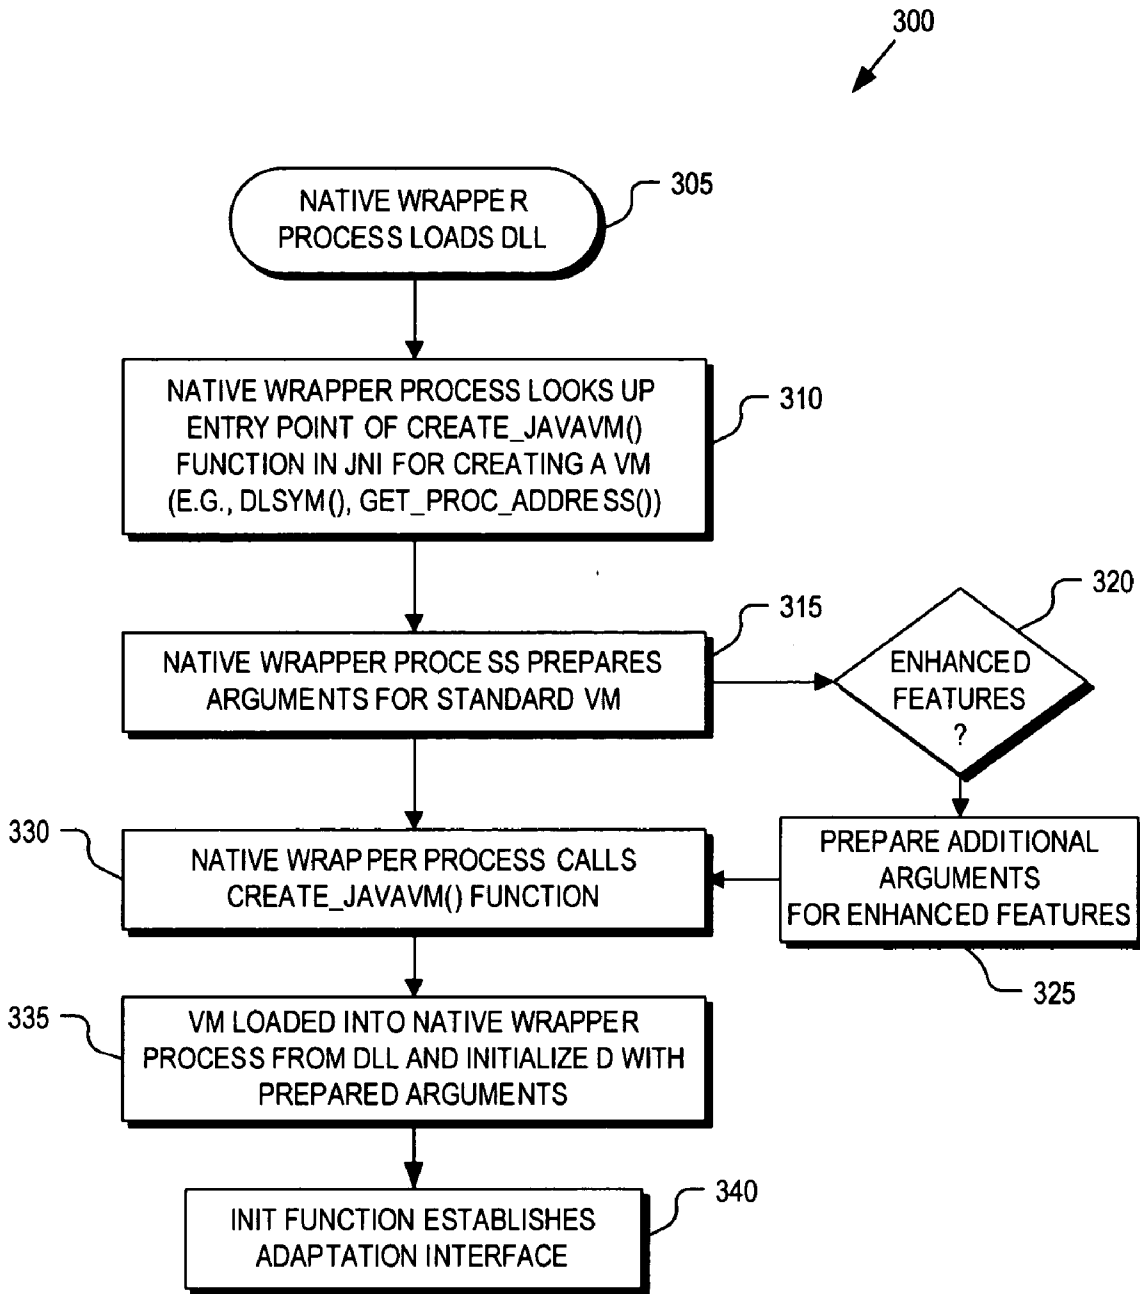 300
NATIVE WRAPPER
PROCESS LOADS DLL
305
NATIVE WRAPPER PROCESS LOOKS UP
ENTRY POINT OF CREATE_JAVAVM()
FUNCTION IN JNI FOR CREATING A VM
(E.G., DLSYM(), GET_PROC_ADDRESS())
310
NATIVE WRAPPER PROCESS PREPARES
ARGUMENTS FOR STANDARD VM
315
ENHANCED
FEATURES
?
320
PREPARE ADDITIONAL
ARGUMENTS
FOR ENHANCED FEATURES
325
330
NATIVE WRAPPER PROCESS CALLS
CREATE_JAVAVM() FUNCTION
335
VM LOADED INTO NATIVE WRAPPER
PROCESS FROM DLL AND INITIALIZED WITH
PREPARED ARGUMENTS
INIT FUNCTION ESTABLISHES
ADAPTATION INTERFACE
340